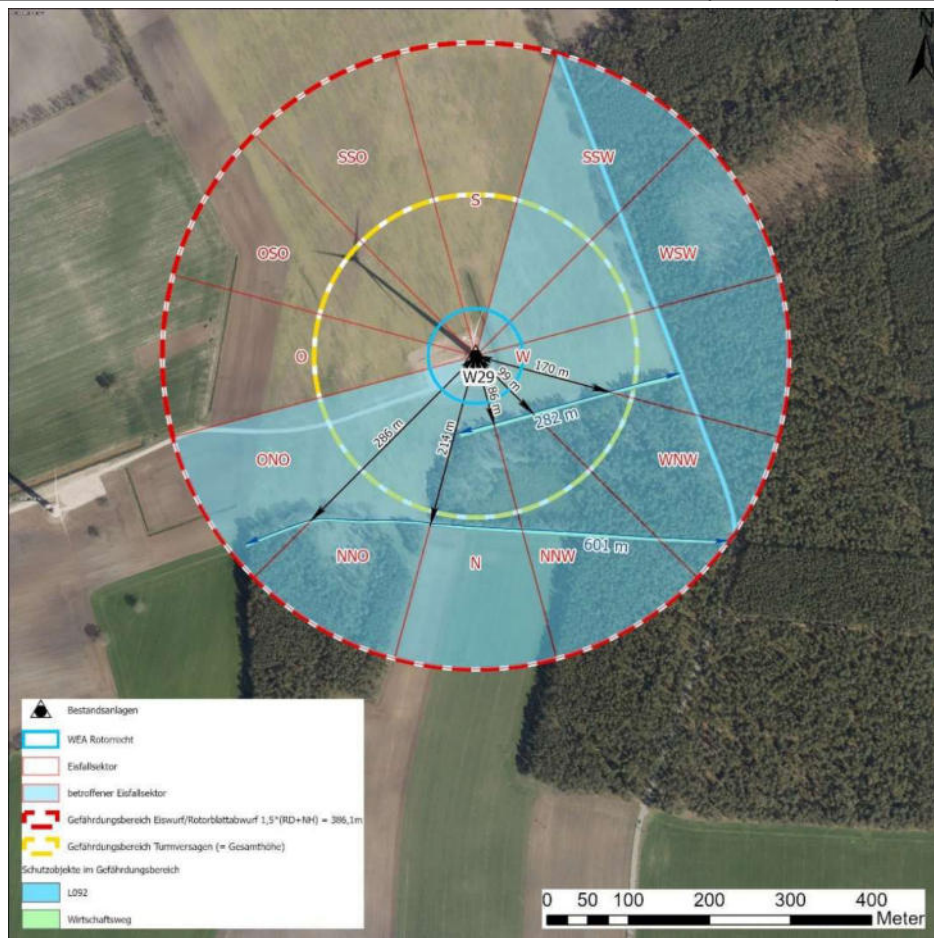 N
SSO
SSW
S
OSO
WSW
O
W
W29
170 m
99 m
86 m
286 m
214 m
282 m
ONO
WNW
NNO
N
NNW
601 m
Bestandsanlagen
WEA Rotorrocht
Eisfallsektor
betroffener Eisfallsektor
Gefährdungsbereich Eiswurf/Rotorblattabwurf 1,5*(RD+NH) = 386,1m
Gefährdungsbereich Turmversagen (= Gesamthöhe)
Schutzobjekte im Gefährdungsbereich
L092
Wirtschaftsweg
0 50 100 200 300 400
Meter